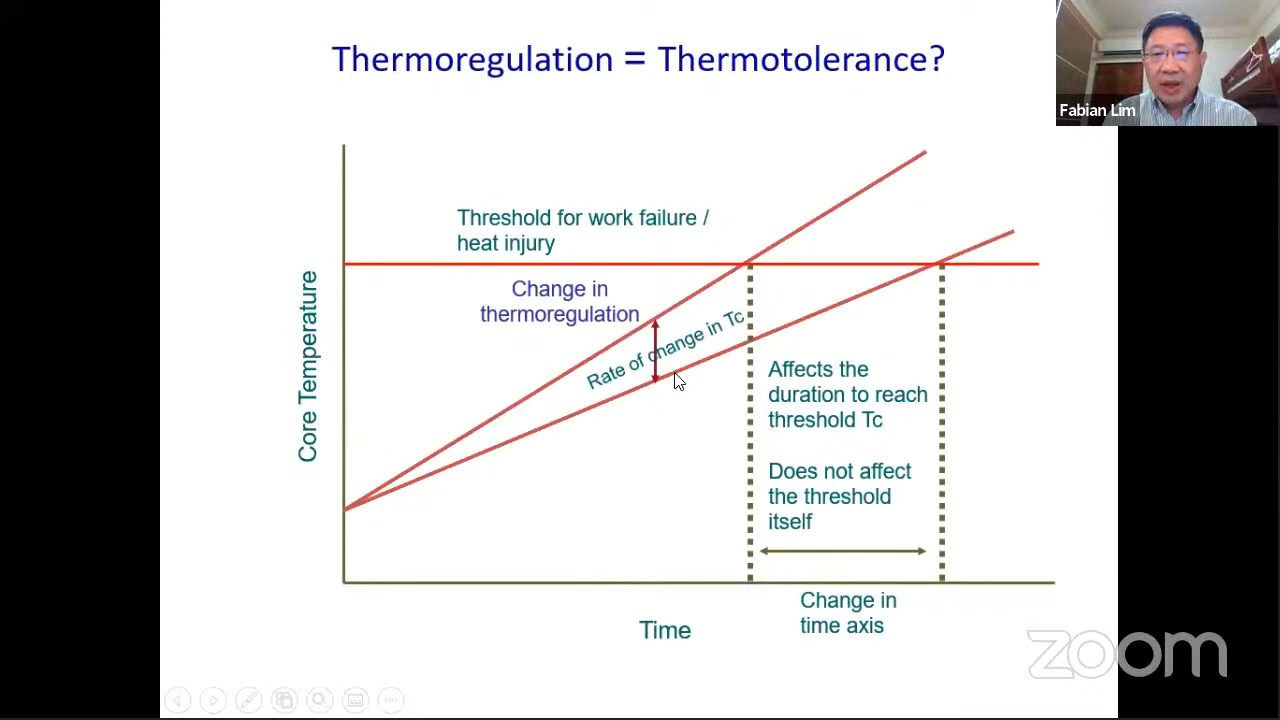 Thermoregulation = Thermotolerance?
Fabian Lim
Threshold for work failure /
heat injury
Change in
thermoregulation
Rate of change in Tc
Core Temperature
Affects the
duration to reach
threshold Tc
Does not affect
the threshold
itself
Change in
time axis
Time
zoom